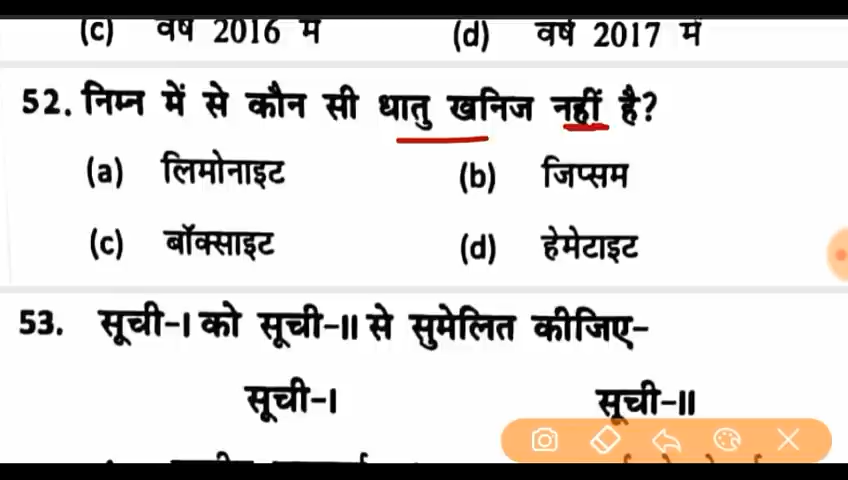 (c) वर्ष 2016 में (d) वर्ष 2017 में
52. निम्न में से कौन सी धातु खनिज नहीं है?
(a) लिमोनाइट (b) जिप्सम
(c) बॉक्साइट (d) हेमेटाइट
53. सूची-I को सूची-II से सुमेलित कीजिए-
सूची-I सूची-II